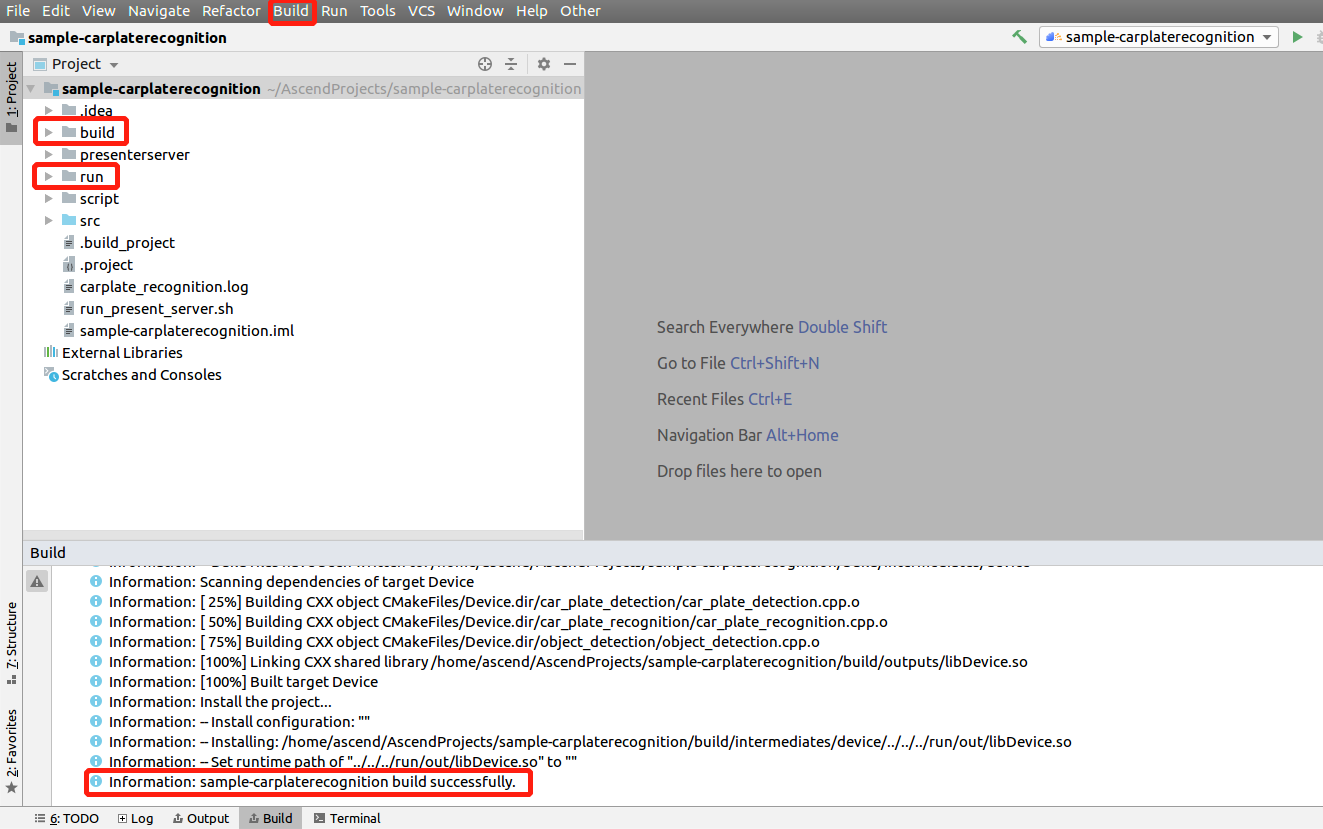 File Edit View Navigate Refactor Build Run Tools VCS Window Help Other
sample-carplaterecognition
sample-carplaterecognition
1: Project
Project
sample-carplaterecognition ~/AscendProjects/sample-carplaterecognition
.idea
build
presenterserver
run
script
src
.build_project
.project
carplate_recognition.log
run_present_server.sh
sample-carplaterecognition.iml
External Libraries
Scratches and Consoles
Search Everywhere Double Shift
Go to File Ctrl+Shift+N
Recent Files Ctrl+E
Navigation Bar Alt+Home
Drop files here to open
Build
Information: Scanning dependencies of target Device
Information: [ 25%] Building CXX object CMakeFiles/Device.dir/car_plate_detection/car_plate_detection.cpp.o
Information: [ 50%] Building CXX object CMakeFiles/Device.dir/car_plate_recognition/car_plate_recognition.cpp.o
Information: [ 75%] Building CXX object CMakeFiles/Device.dir/object_detection/object_detection.cpp.o
Information: [100%] Linking CXX shared library /home/ascend/AscendProjects/sample-carplaterecognition/build/outputs/libDevice.so
Information: [100%] Built target Device
Information: Install the project...
Information: -- Install configuration: ""
Information: -- Installing: /home/ascend/AscendProjects/sample-carplaterecognition/build/intermediates/device/../../../run/out/libDevice.so
Information: -- Set runtime path of "../../../run/out/libDevice.so" to ""
Information: sample-carplaterecognition build successfully.
7: Structure
2: Favorites
6: TODO Log Output Build Terminal